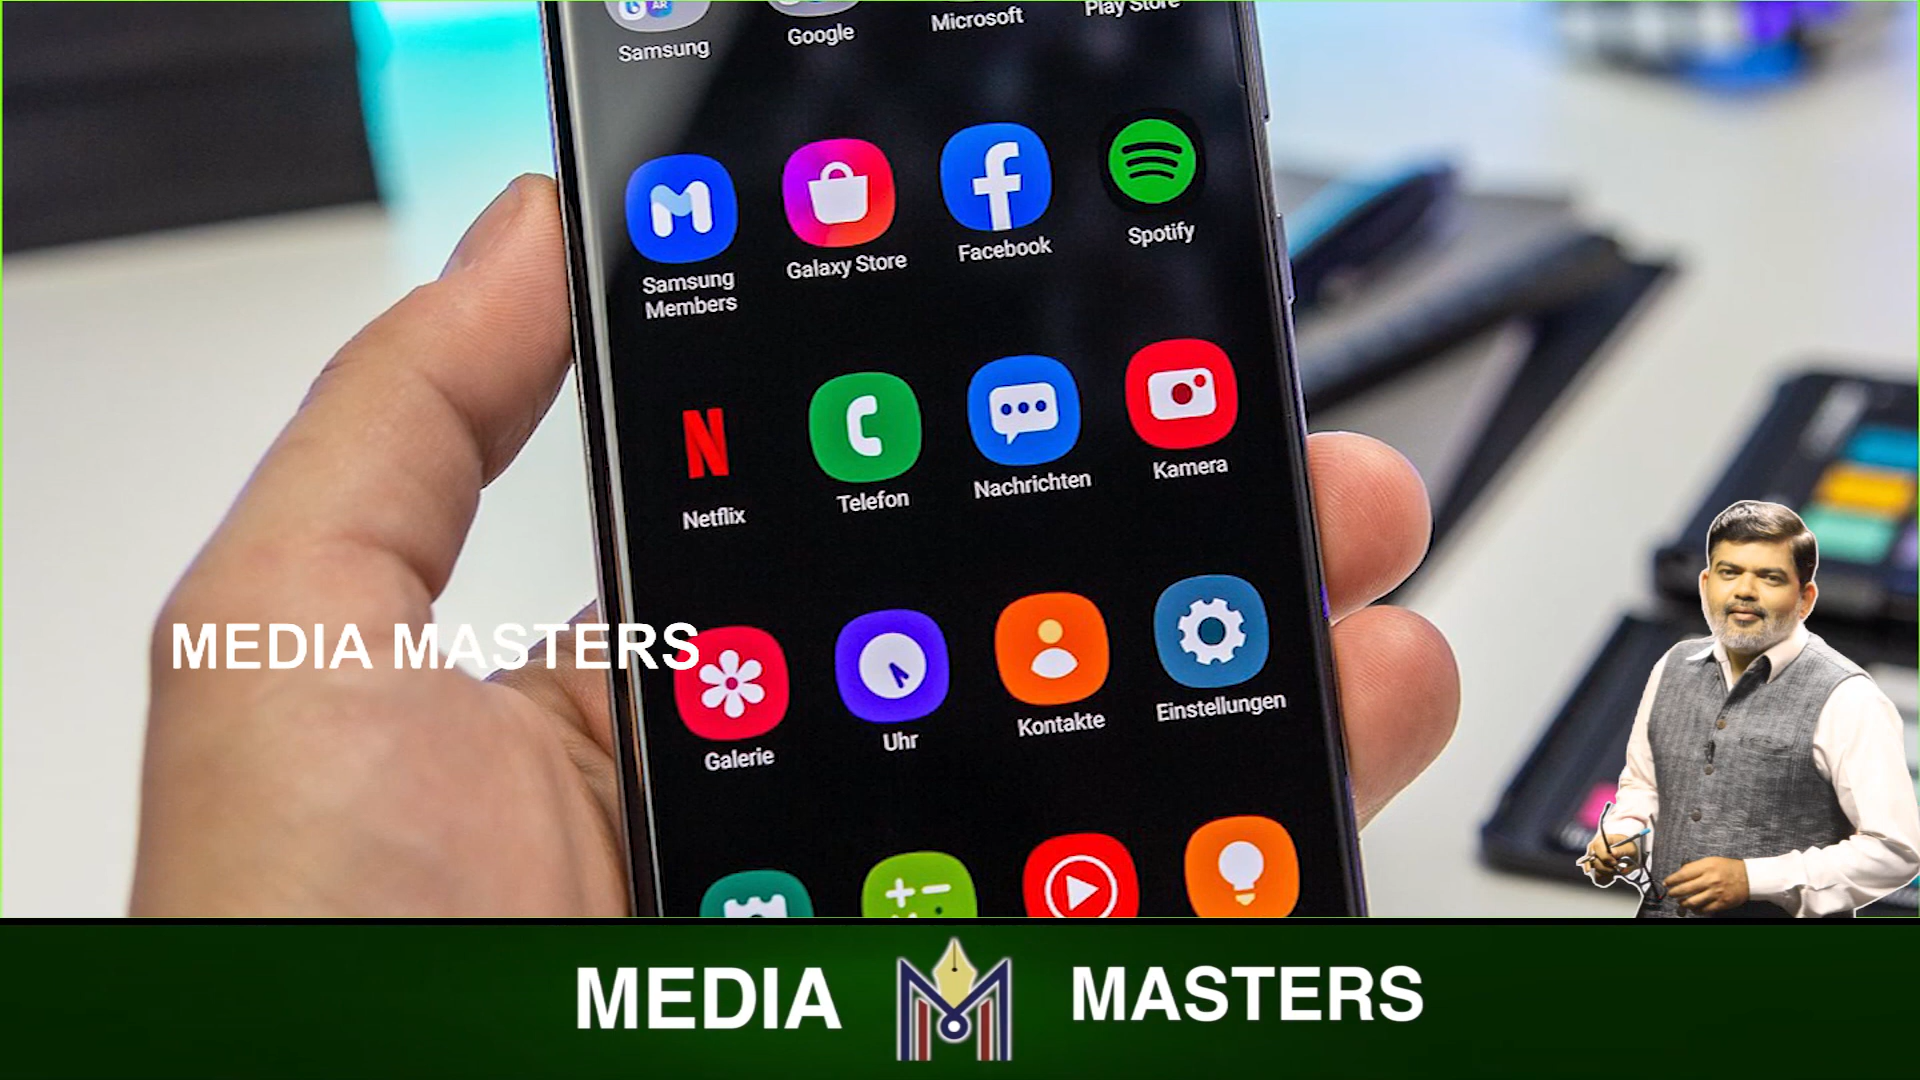 Samsung
Google
Microsoft
Play Store
Samsung
Members
Galaxy Store
Facebook
Spotify
Netflix
Telefon
Nachrichten
Kamera
MEDIA MASTERS
Galerie
Uhr
Kontakte
Einstellungen
MEDIA MASTERS